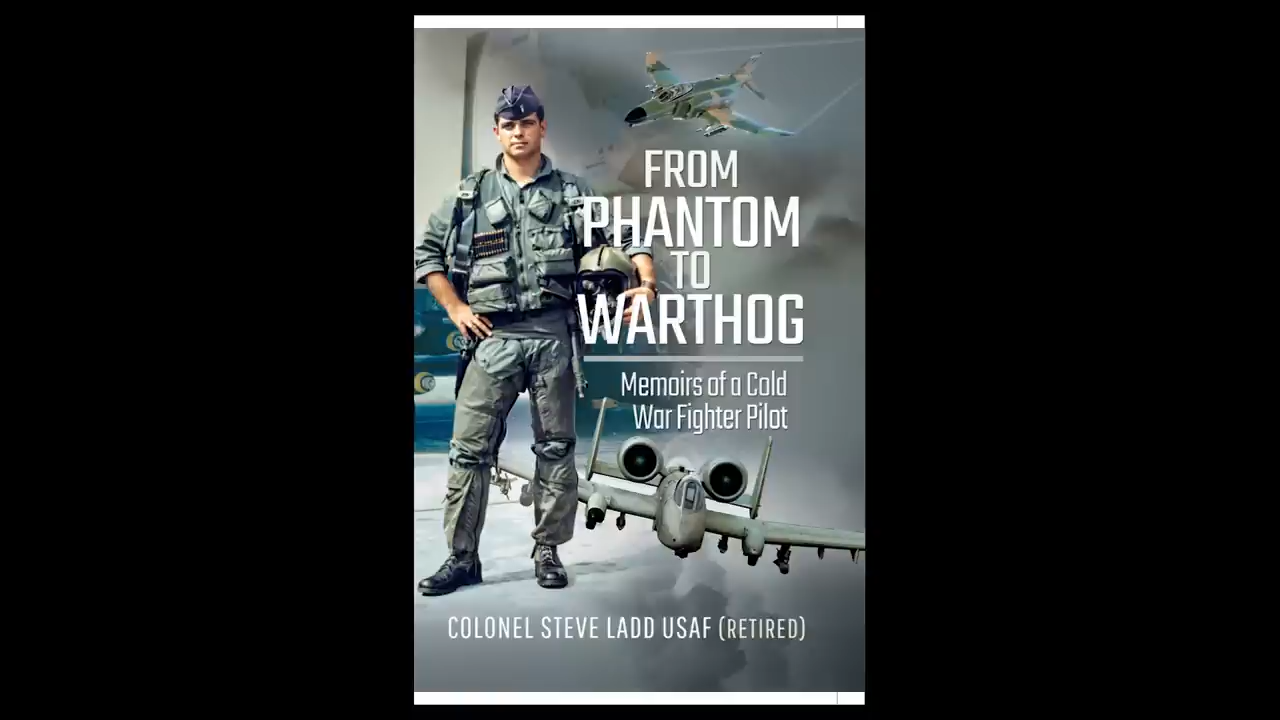 FROM
PHANTOM
TO
WARTHOG
Memoirs of a Cold
War Fighter Pilot
COLONEL STEVE LADD USAF (RETIRED)